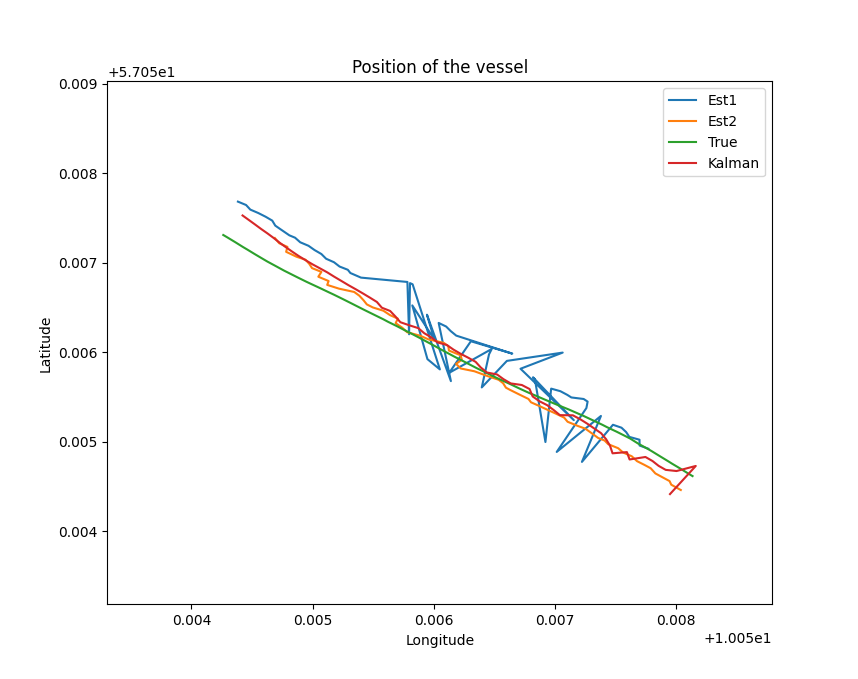 Position of the vessel
+5.705e1
0.009
0.008
0.007
0.006
0.005
0.004
Latitude
Est1
Est2
True
Kalman
0.004 0.005 0.006 0.007 0.008
Longitude
+1.005e1